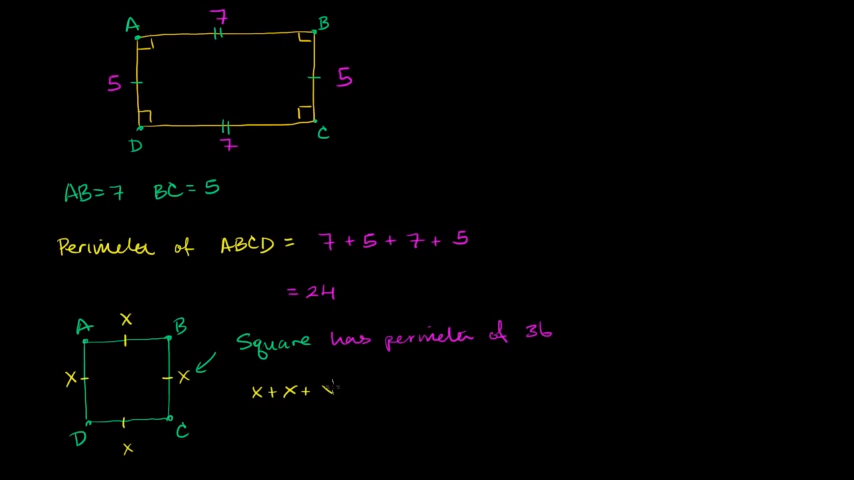 7
A B
5 5
D C
7
AB = 7 BC = 5
Perimeter of ABCD = 7 + 5 + 7 + 5
= 24
x
A B
Square has perimeter of 36
x x
x + x + x
D C
x